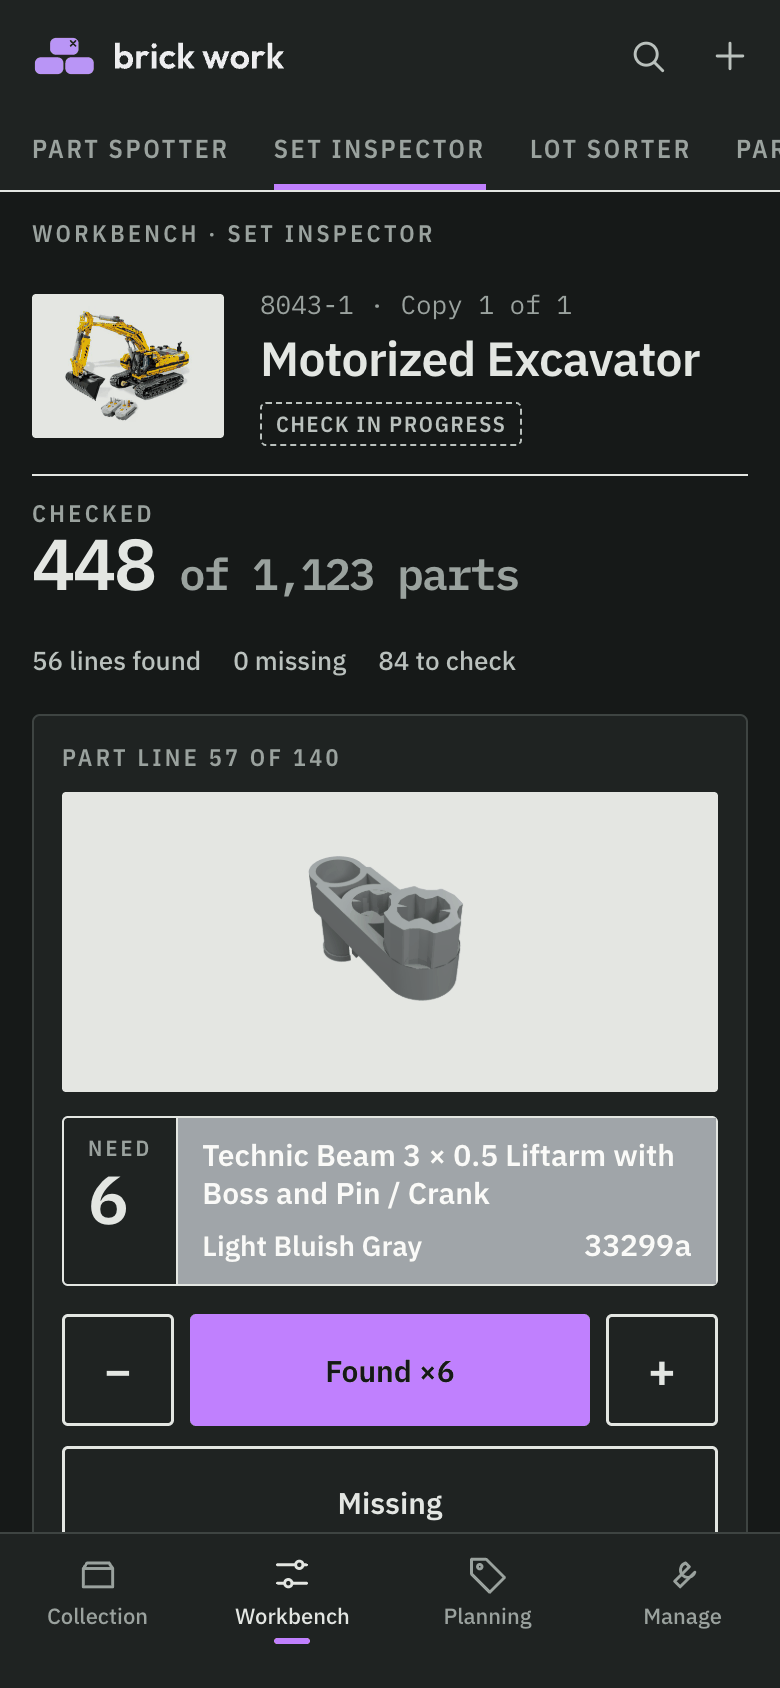 brick work
PART SPOTTER SET INSPECTOR LOT SORTER PAR
WORKBENCH · SET INSPECTOR
8043-1 · Copy 1 of 1
Motorized Excavator
CHECK IN PROGRESS
CHECKED
448 of 1,123 parts
56 lines found 0 missing 84 to check
PART LINE 57 OF 140
NEED
6
Technic Beam 3 × 0.5 Liftarm with
Boss and Pin / Crank
Light Bluish Gray 33299a
− Found ×6 +
Missing
Collection Workbench Planning Manage